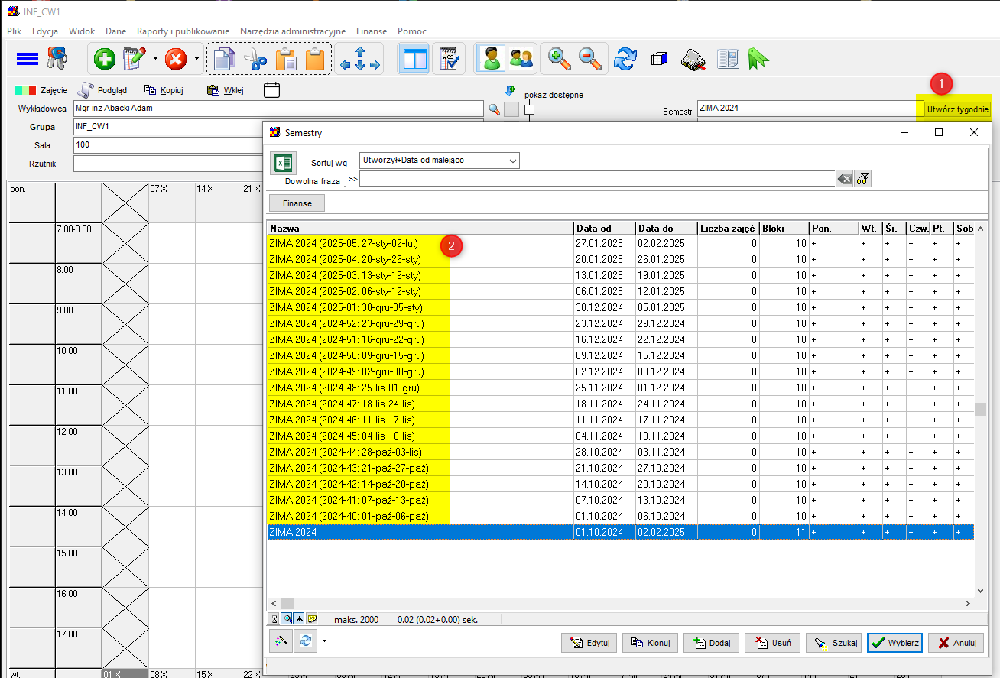 INF_CW1
Plik Edycja Widok Dane Raporty i publikowanie Narzędzia administracyjne Finanse Pomoc
WGS
Zajęcie Podgląd Kopiuj Wklej
pokaż dostępne
1
Wykładowca Mgr inż Abacki Adam ... Semestr ZIMA 2024 Utwórz tygodnie
Grupa INF_CW1
Sala 100
Rzutnik
pon. 07 X 14 X 21 X
7.00-8.00
8.00
9.00
10.00
11.00
12.00
13.00
14.00
15.00
16.00
17.00
wt. 01 X 08 X 15 X 22 X
Semestry
Sortuj wg Utworzył+Data od malejąco
Dowolna fraza >>
Finanse
Nazwa Data od Data do Liczba zajęć Bloki Pon. Wt. Śr. Czw. Pt. Sob
ZIMA 2024 (2025-05: 27-sty-02-lut) 2 27.01.2025 02.02.2025 0 10 + + + + + +
ZIMA 2024 (2025-04: 20-sty-26-sty) 20.01.2025 26.01.2025 0 10 + + + + + +
ZIMA 2024 (2025-03: 13-sty-19-sty) 13.01.2025 19.01.2025 0 10 + + + + + +
ZIMA 2024 (2025-02: 06-sty-12-sty) 06.01.2025 12.01.2025 0 10 + + + + + +
ZIMA 2024 (2025-01: 30-gru-05-sty) 30.12.2024 05.01.2025 0 10 + + + + + +
ZIMA 2024 (2024-52: 23-gru-29-gru) 23.12.2024 29.12.2024 0 10 + + + + + +
ZIMA 2024 (2024-51: 16-gru-22-gru) 16.12.2024 22.12.2024 0 10 + + + + + +
ZIMA 2024 (2024-50: 09-gru-15-gru) 09.12.2024 15.12.2024 0 10 + + + + + +
ZIMA 2024 (2024-49: 02-gru-08-gru) 02.12.2024 08.12.2024 0 10 + + + + + +
ZIMA 2024 (2024-48: 25-lis-01-gru) 25.11.2024 01.12.2024 0 10 + + + + + +
ZIMA 2024 (2024-47: 18-lis-24-lis) 18.11.2024 24.11.2024 0 10 + + + + + +
ZIMA 2024 (2024-46: 11-lis-17-lis) 11.11.2024 17.11.2024 0 10 + + + + + +
ZIMA 2024 (2024-45: 04-lis-10-lis) 04.11.2024 10.11.2024 0 10 + + + + + +
ZIMA 2024 (2024-44: 28-paź-03-lis) 28.10.2024 03.11.2024 0 10 + + + + + +
ZIMA 2024 (2024-43: 21-paź-27-paź) 21.10.2024 27.10.2024 0 10 + + + + + +
ZIMA 2024 (2024-42: 14-paź-20-paź) 14.10.2024 20.10.2024 0 10 + + + + + +
ZIMA 2024 (2024-41: 07-paź-13-paź) 07.10.2024 13.10.2024 0 10 + + + + + +
ZIMA 2024 (2024-40: 01-paź-06-paź) 01.10.2024 06.10.2024 0 10 + + + + + +
ZIMA 2024 01.10.2024 02.02.2025 0 11 + + + + + +
maks. 2000 0.02 (0.02+0.00) sek.
Edytuj Klonuj Dodaj Usuń Szukaj Wybierz Anuluj